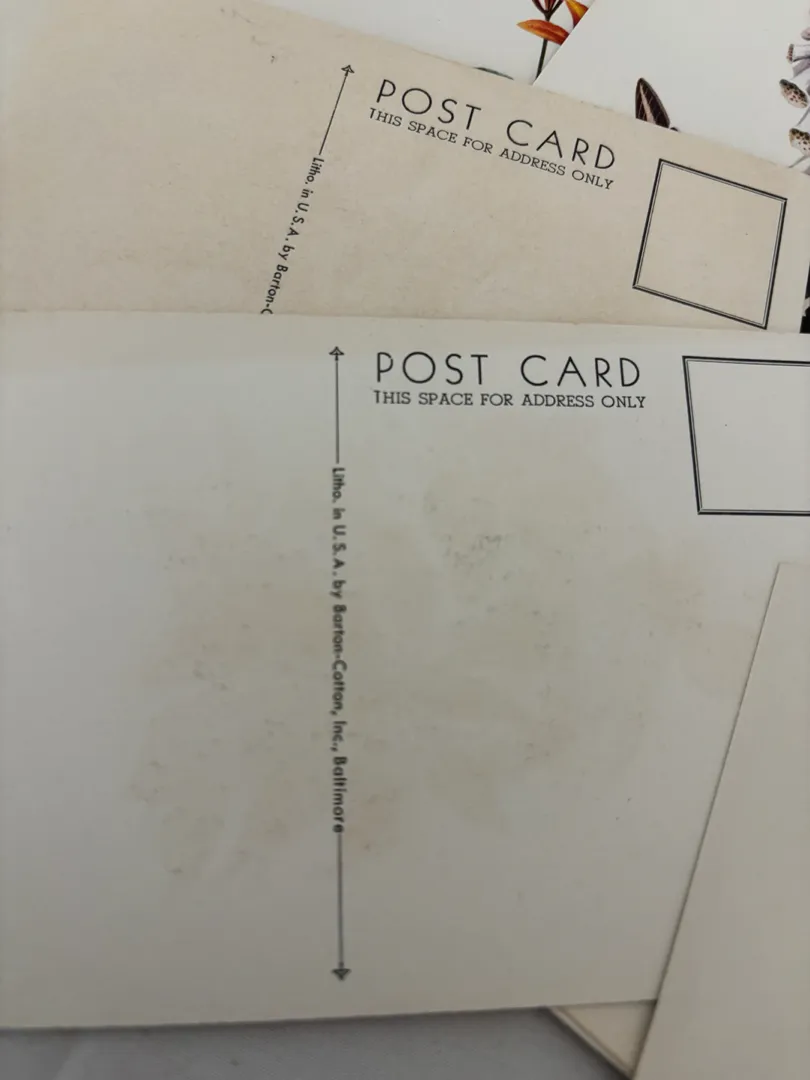 POST CARD
THIS SPACE FOR ADDRESS ONLY
Litho. in U.S.A. by Barton-C
POST CARD
THIS SPACE FOR ADDRESS ONLY
Litho. in U.S.A. by Barton-Cotton, Inc., Baltimore